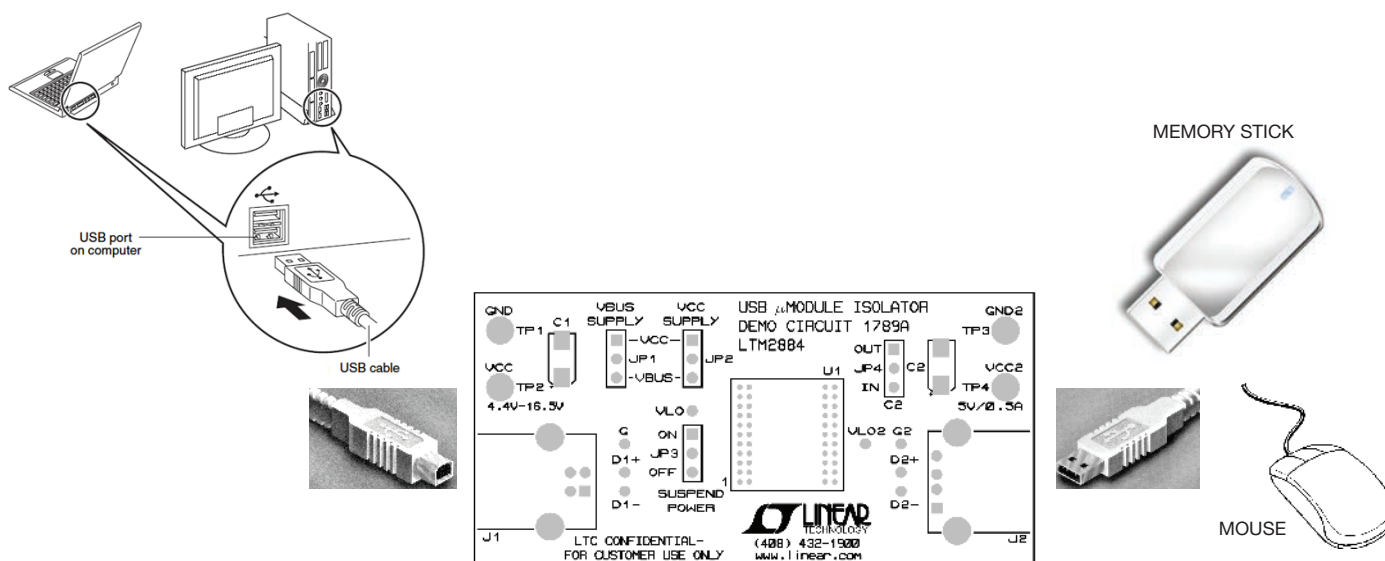 USB port
on computer
USB cable
MEMORY STICK
MOUSE
GND
TP1
C1
VBUS
SUPPLY
VCC
SUPPLY
-VCC-
JP1
JP2
-VBUS-
VCC
TP2
4.4V-16.5V
VLO
ON
JP3
OFF
SUSPEND
POWER
G
D1+
D1-
J1
USB μMODULE ISOLATOR
DEMO CIRCUIT 1789A
LTM2884
U1
1
OUT
JP4
IN
C2
C2
GND2
TP3
VCC2
TP4
5V/0.5A
VLO2
G2
D2+
D2-
J2
LTC CONFIDENTIAL-
FOR CUSTOMER USE ONLY
LINEAR
TECHNOLOGY
(408) 432-1900
www.linear.com